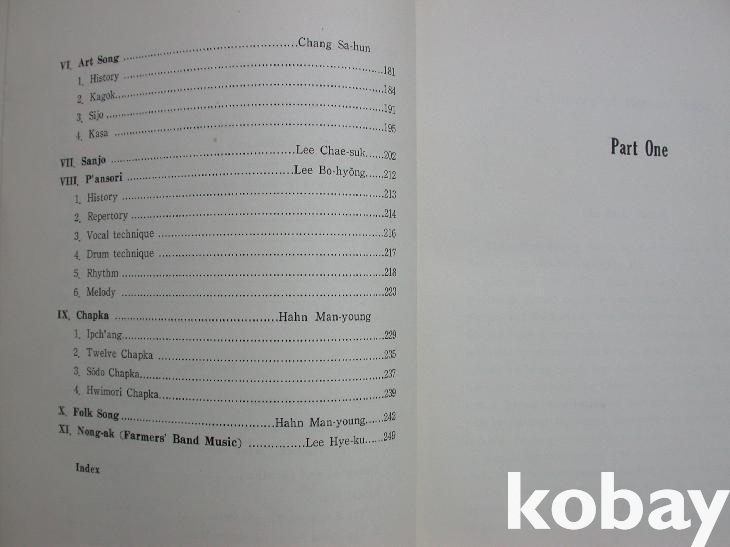 VI. Art Song ........ Chang Sa-hun
1. History ........ 181
2. Kagok ........ 184
3. Sijo ........ 191
4. Kasa ........ 195
VII. Sanjo ........ Lee Chae-suk ...... 202
VIII. P'ansori ........ Lee Bo-hyŏng ...... 212
1. History ........ 213
2. Repertory ........ 214
3. Vocal technique ........ 216
4. Drum technique ........ 217
5. Rhythm ........ 218
6. Melody ........ 223
IX. Chapka ........ Hahn Man-young
1. Ipch'ang ........ 229
2. Twelve Chapka ........ 235
3. Sŏdo Chapka ........ 237
4. Hwimori Chapka ........ 239
X. Folk Song ........ Hahn Man-young ...... 242
XI. Nong-ak (Farmers' Band Music) ........ Lee Hye-ku ...... 249
Index
Part One
kobay